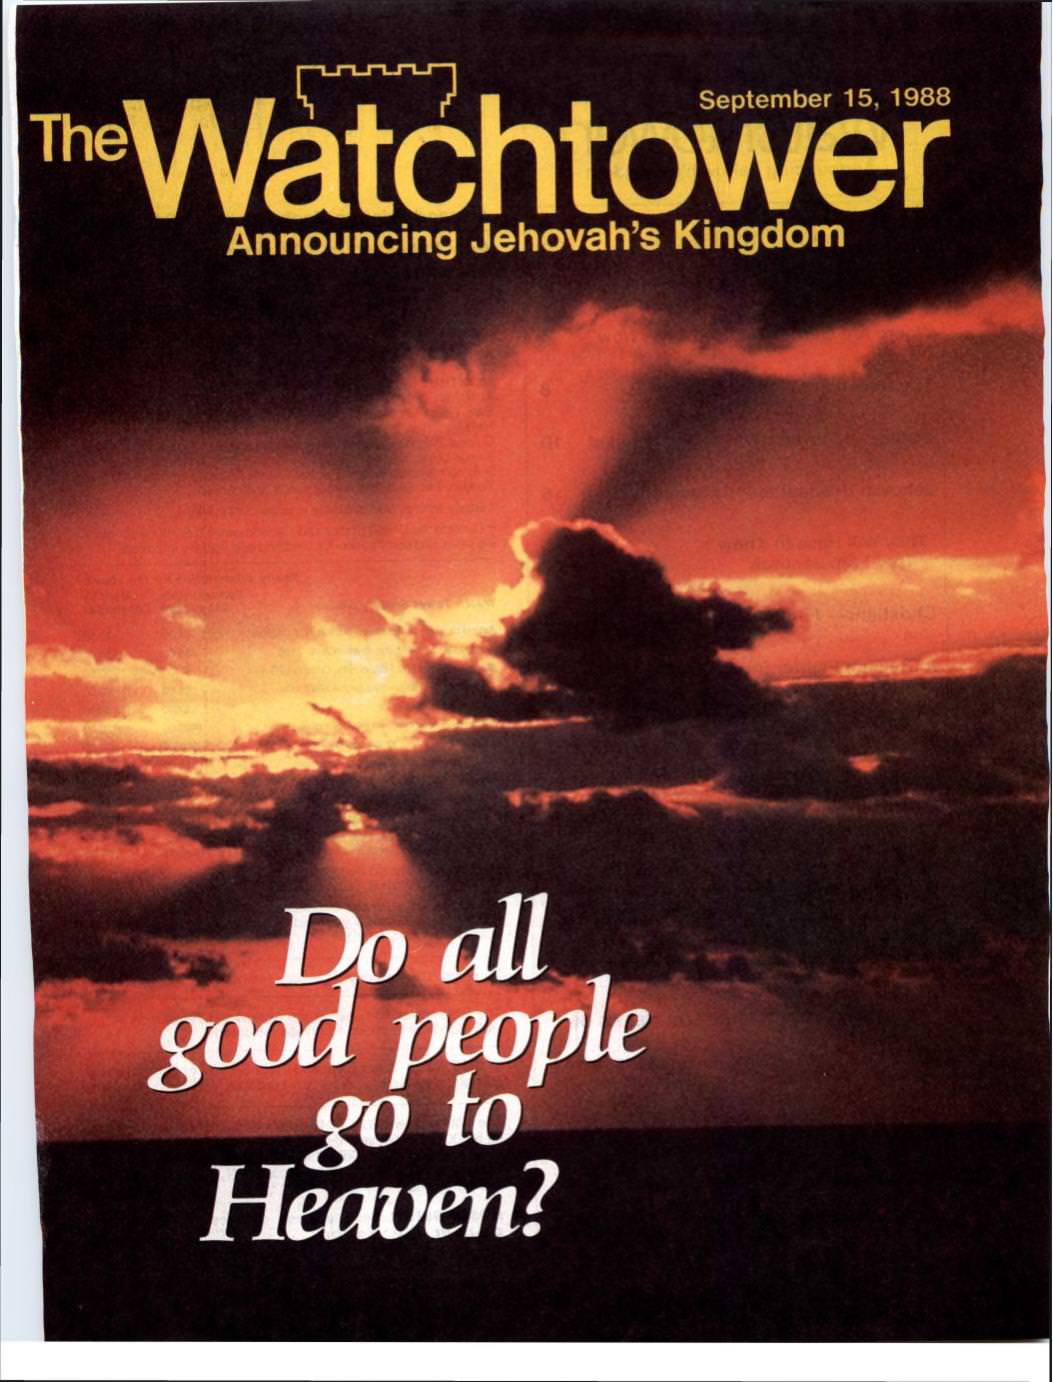 September 15, 1988
The Watchtower
Announcing Jehovah's Kingdom
Do all
good people
go to
Heaven?